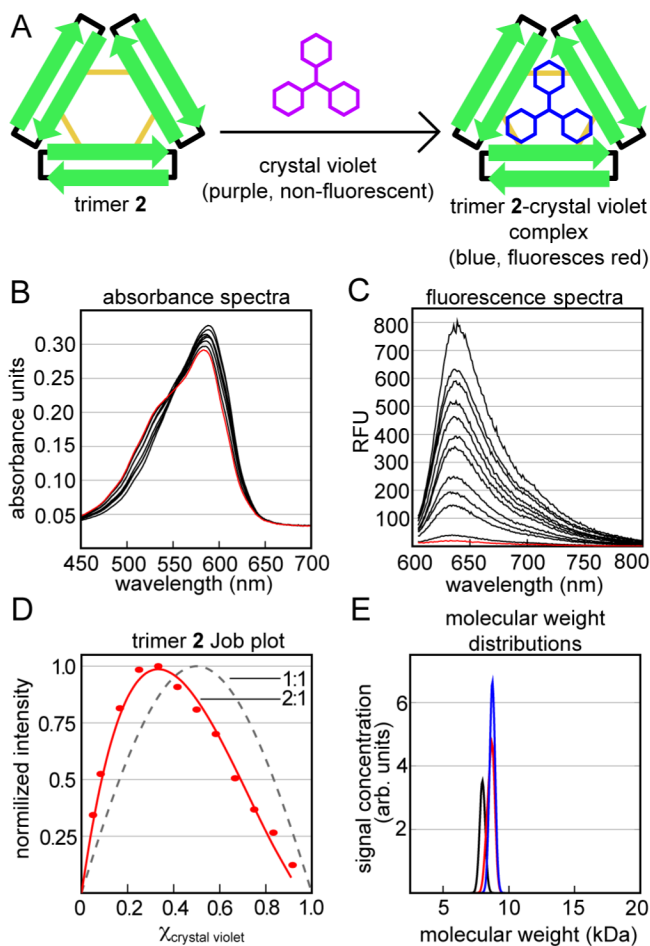 A
trimer 2
crystal violet
(purple, non-fluorescent)
trimer 2-crystal violet
complex
(blue, fluoresces red)
B
absorbance spectra
absorbance units
0.30
0.25
0.20
0.15
0.10
0.05
450 500 550 600 650 700
wavelength (nm)
C
fluorescence spectra
RFU
800
700
600
500
400
300
200
100
600 650 700 750 800
wavelength (nm)
D
trimer 2 Job plot
normilized intensity
1.0
0.75
0.5
0.25
1:1
2:1
0 0.2 0.4 0.6 0.8 1.0
χcrystal violet
E
molecular weight
distributions
signal concentration
(arb. units)
6
4
2
5 10 15 20
molecular weight (kDa)